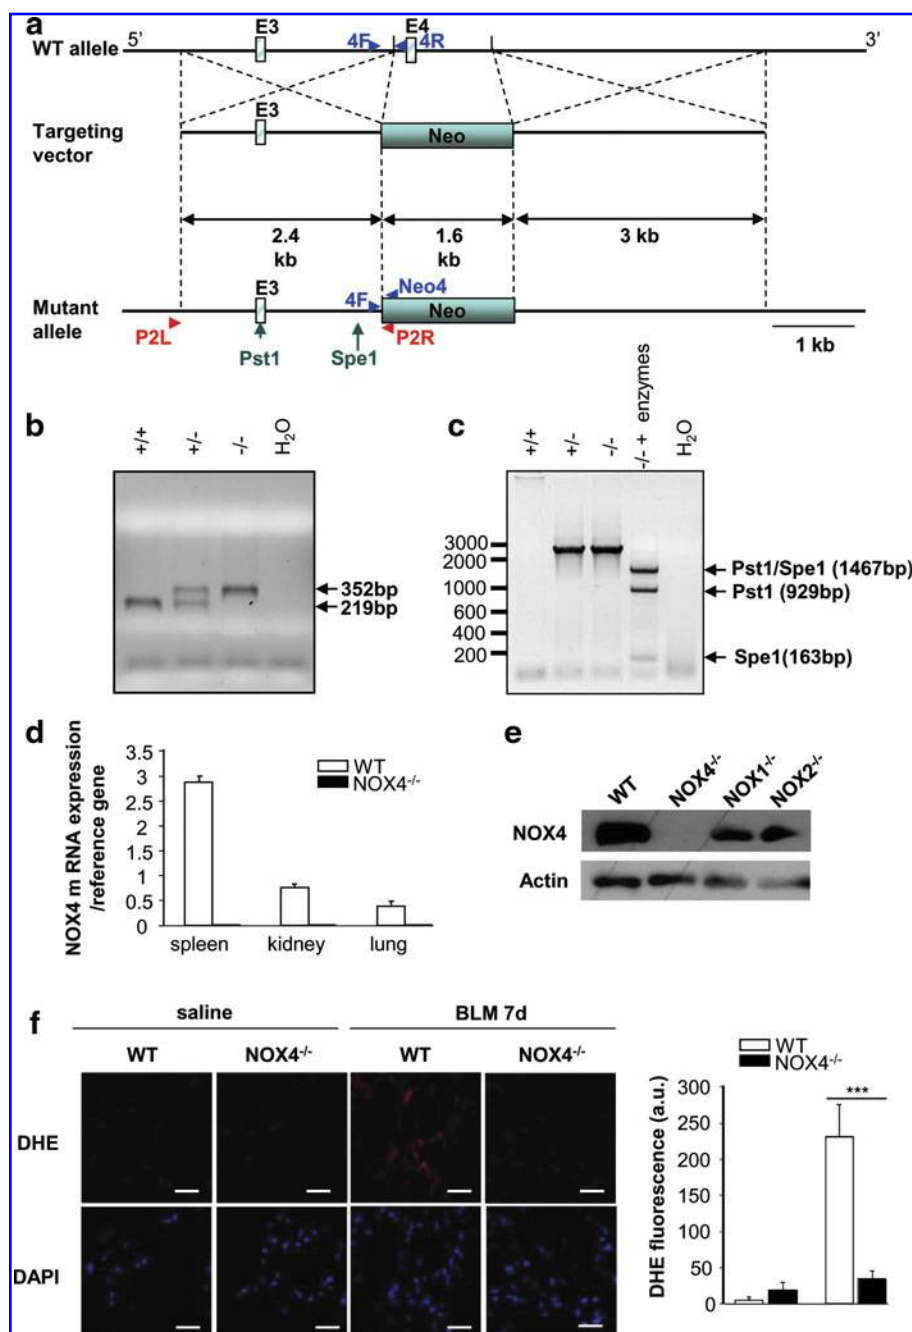 a
5'
E3
4F
E4
4R
3'
WT allele
E3
Targeting
vector
Neo
2.4
kb
1.6
kb
3 kb
E3
4F
Neo4
Mutant
allele
Neo
P2L
P2R
Pst1
Spe1
1 kb
b
+/+
+/-
-/-
H2O
352bp
219bp
c
+/+
+/-
-/-
-/- + enzymes
H2O
3000
2000
1000
600
400
200
Pst1/Spe1 (1467bp)
Pst1 (929bp)
Spe1(163bp)
d
NOX4 m RNA expression
/reference gene
3.5
3
2.5
2
1.5
1
0.5
0
WT
NOX4-/-
spleen kidney lung
e
WT
NOX4-/-
NOX1-/-
NOX2-/-
NOX4
Actin
f
saline BLM 7d
WT NOX4-/- WT NOX4-/-
DHE
DAPI
WT
NOX4-/-
DHE fluorescence (a.u.)
300
250
200
150
100
50
0
***